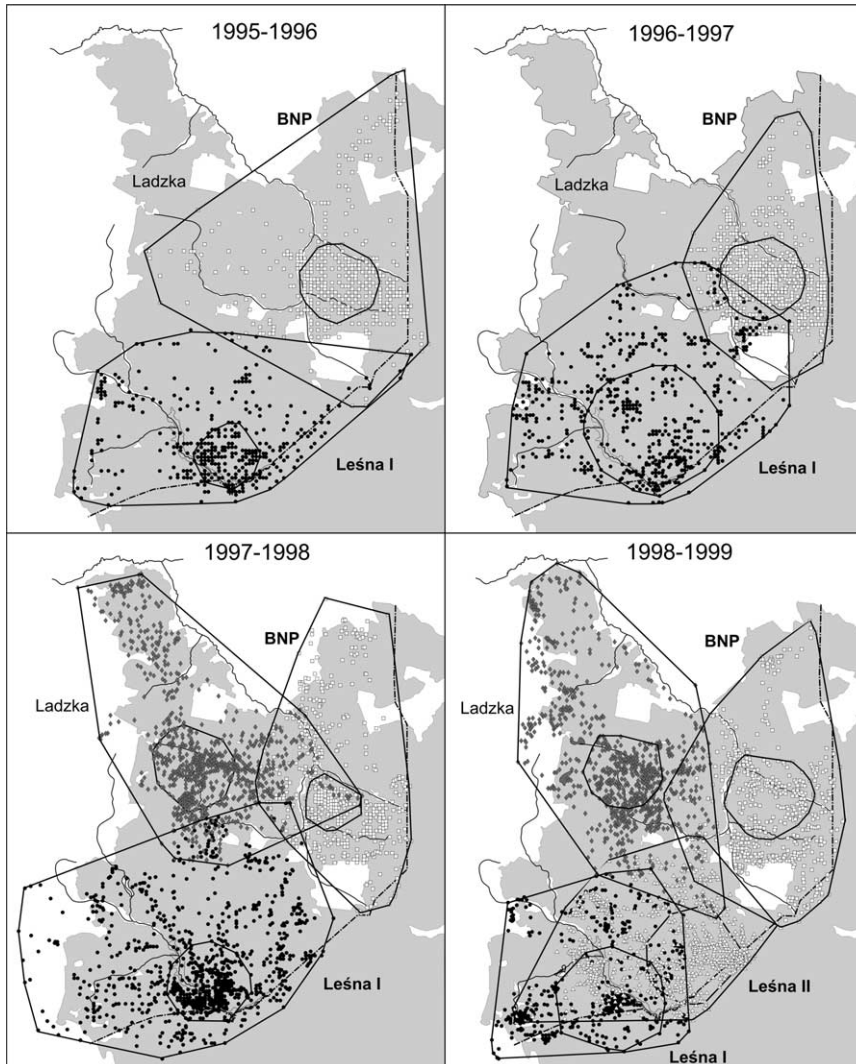 1995-1996
BNP
Ladzka
Leśna I
1996-1997
BNP
Ladzka
Leśna I
1997-1998
BNP
Ladzka
Leśna I
1998-1999
BNP
Ladzka
Leśna II
Leśna I